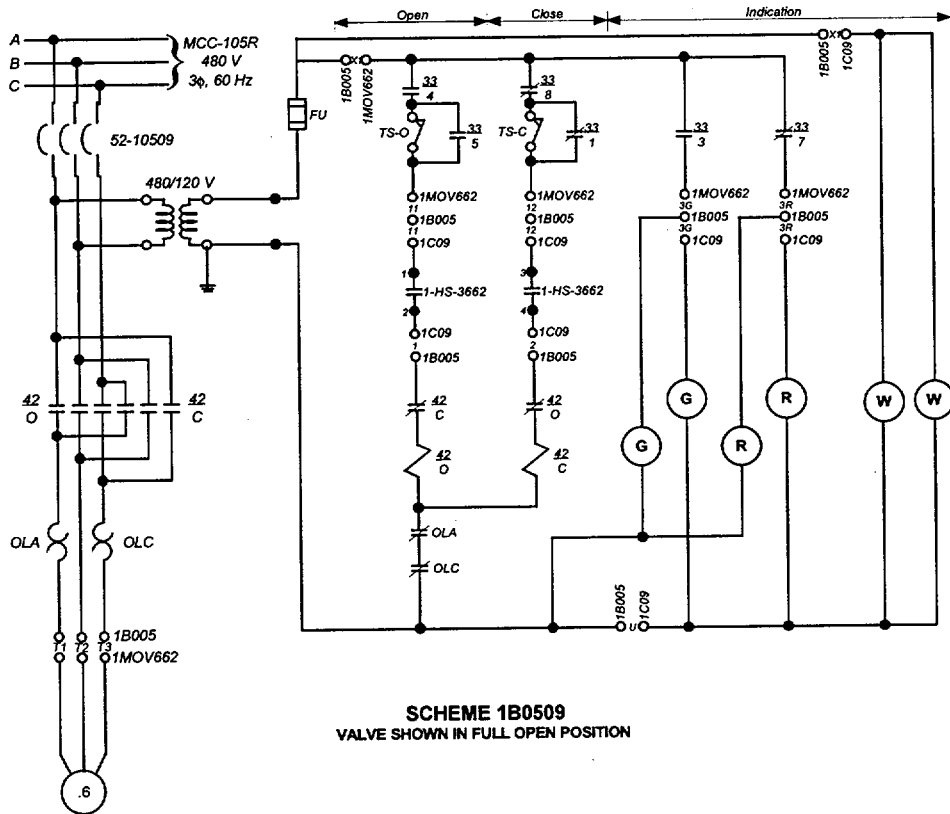 Open
Close
Indication
A
B
C
MCC-105R
480 V
3ϕ, 60 Hz
52-10509
480/120 V
FU
X1
1B005
1MOV662
X1
1B005
1C09
33
4
TS-O
33
5
33
8
TS-C
33
1
33
3
33
7
1MOV662
11
1B005
11
1C09
1
1-HS-3662
2
1C09
1
1B005
1MOV662
12
1B005
12
1C09
3
1-HS-3662
4
1C09
2
1B005
1MOV662
3G
1B005
3G
1C09
1MOV662
3R
1B005
3R
1C09
42
O
42
C
42
C
42
O
42
O
42
C
G
R
W
W
G
R
OLA
OLC
OLA
OLC
1B005
1C09
U
T1
T2
T3
1B005
1MOV662
.6
SCHEME 1B0509
VALVE SHOWN IN FULL OPEN POSITION